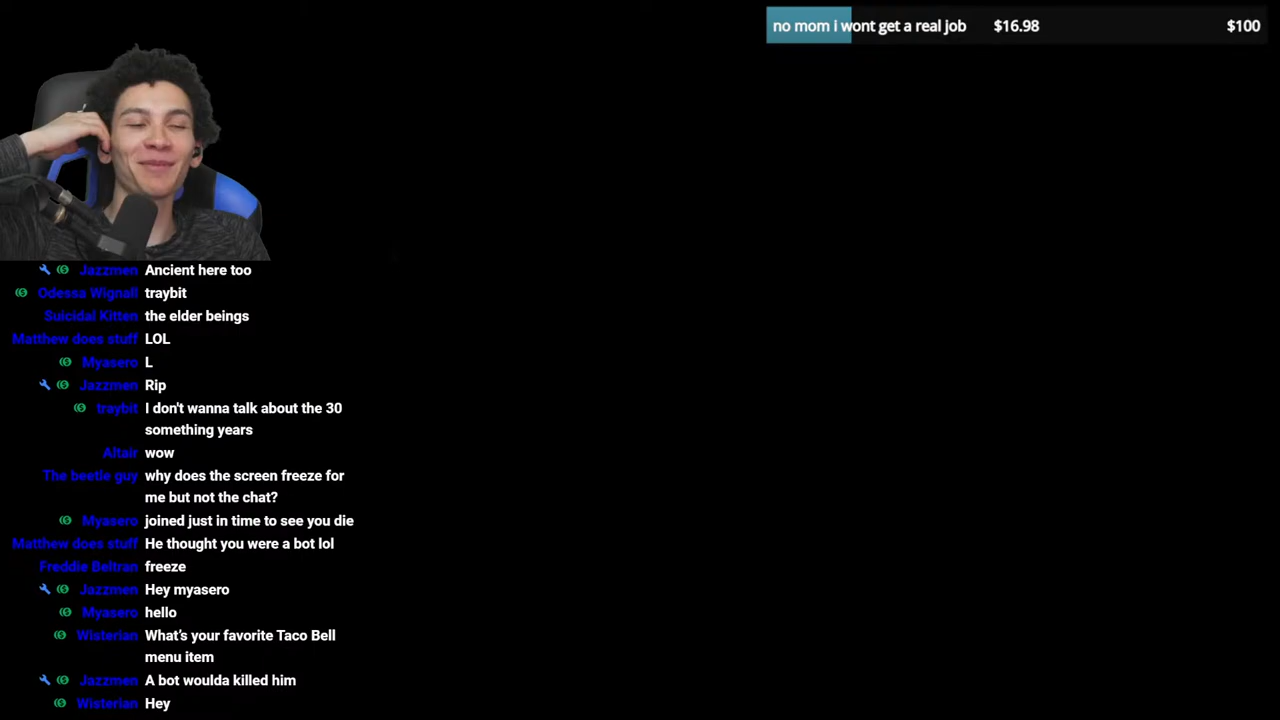 no mom i wont get a real job $16.98 $100
Jazzmen Ancient here too
Odessa Wignall traybit
Suicidal Kitten the elder beings
Matthew does stuff LOL
Myasero L
Jazzmen Rip
traybit I don't wanna talk about the 30
something years
Altair wow
The beetle guy why does the screen freeze for
me but not the chat?
Myasero joined just in time to see you die
Matthew does stuff He thought you were a bot lol
Freddie Beltran freeze
Jazzmen Hey myasero
Myasero hello
Wisterian What's your favorite Taco Bell
menu item
Jazzmen A bot woulda killed him
Wisterian Hey